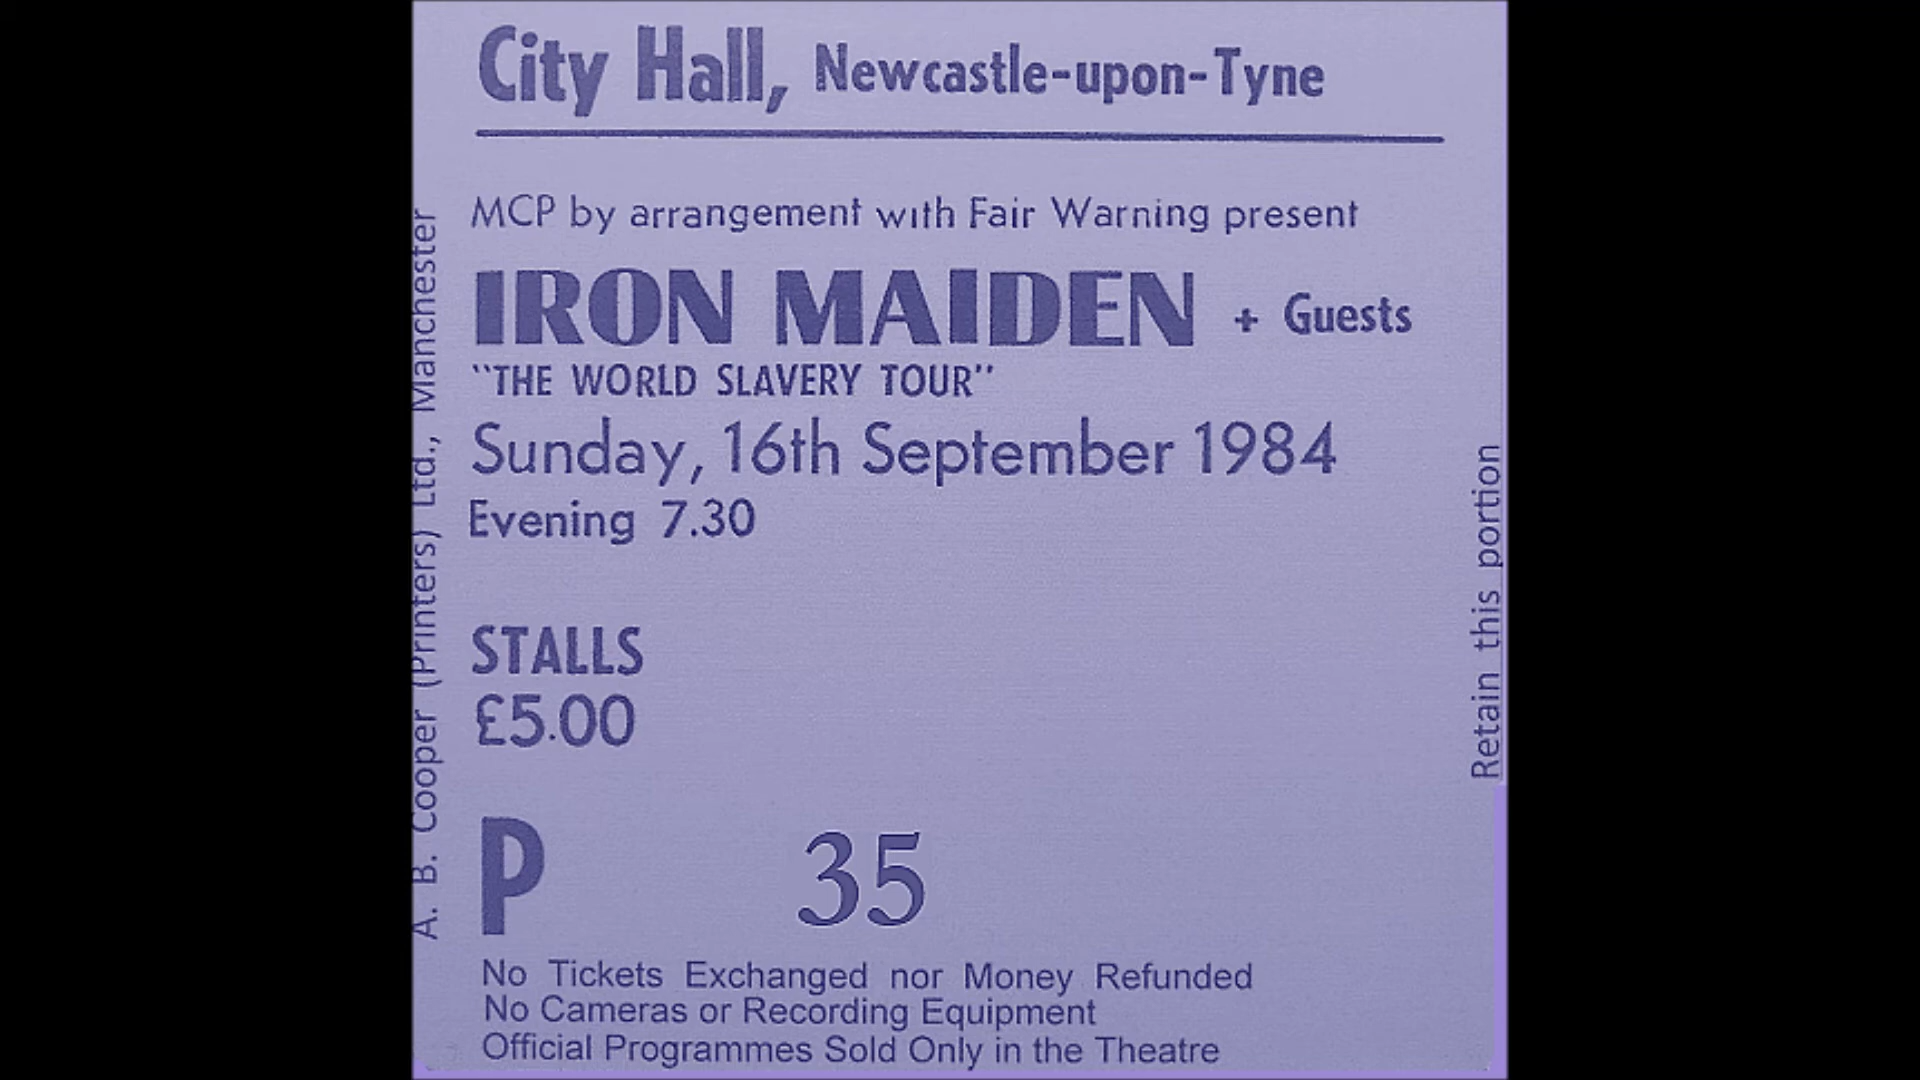 City Hall, Newcastle-upon-Tyne
MCP by arrangement with Fair Warning present
IRON MAIDEN + Guests
"THE WORLD SLAVERY TOUR"
Sunday, 16th September 1984
Evening 7.30
STALLS
£5.00
P 35
No Tickets Exchanged nor Money Refunded
No Cameras or Recording Equipment
Official Programmes Sold Only in the Theatre
A. B. Cooper (Printers) Ltd., Manchester
Retain this portion